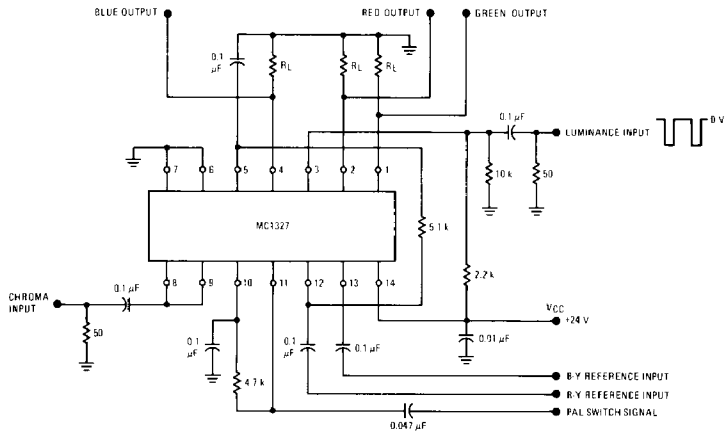 BLUE OUTPUT
RED OUTPUT
GREEN OUTPUT
0.1
µF
RL
RL
RL
0.1 µF
LUMINANCE INPUT
0 V
10 k
50
7
6
5
4
3
2
1
MC1327
5.1 k
2.2 k
8
9
10
11
12
13
14
CHROMA
INPUT
0.1 µF
50
0.1
µF
4.7 k
0.1
µF
0.1 µF
VCC
+24 V
0.01 µF
B-Y REFERENCE INPUT
R-Y REFERENCE INPUT
PAL SWITCH SIGNAL
0.047 µF